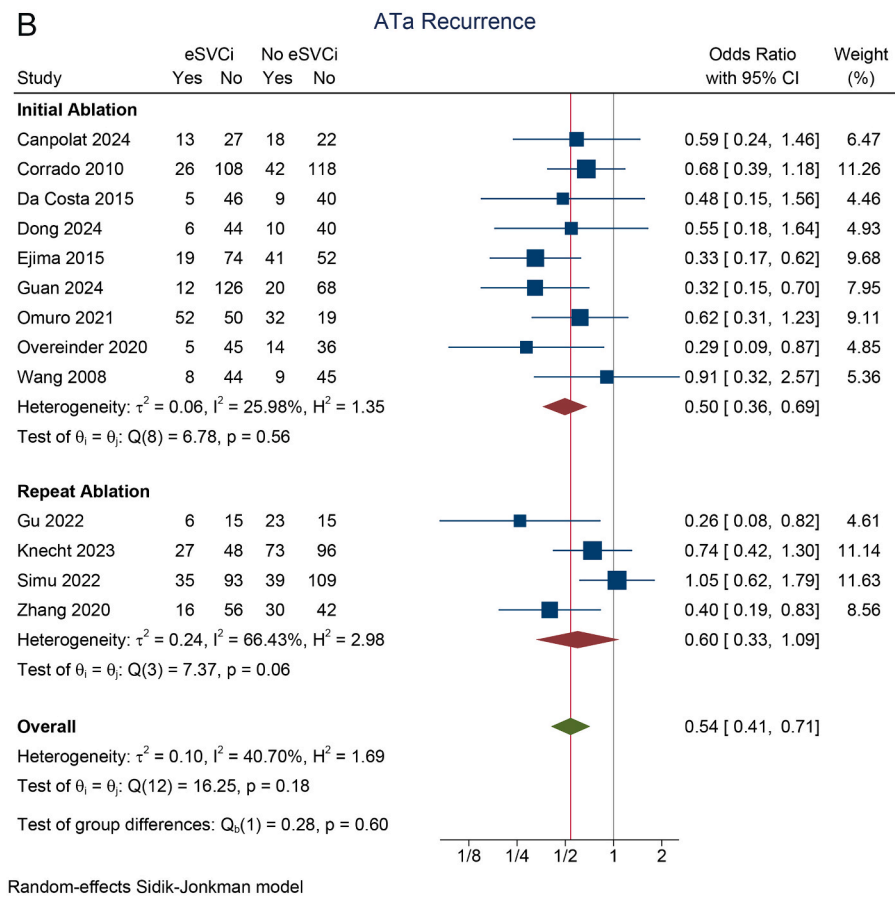 B
ATa Recurrence
eSVCi No eSVCi Odds Ratio Weight
Study Yes No Yes No with 95% CI (%)
Initial Ablation
Canpolat 2024 13 27 18 22 0.59 [ 0.24, 1.46] 6.47
Corrado 2010 26 108 42 118 0.68 [ 0.39, 1.18] 11.26
Da Costa 2015 5 46 9 40 0.48 [ 0.15, 1.56] 4.46
Dong 2024 6 44 10 40 0.55 [ 0.18, 1.64] 4.93
Ejima 2015 19 74 41 52 0.33 [ 0.17, 0.62] 9.68
Guan 2024 12 126 20 68 0.32 [ 0.15, 0.70] 7.95
Omuro 2021 52 50 32 19 0.62 [ 0.31, 1.23] 9.11
Overeinder 2020 5 45 14 36 0.29 [ 0.09, 0.87] 4.85
Wang 2008 8 44 9 45 0.91 [ 0.32, 2.57] 5.36
Heterogeneity: τ² = 0.06, I² = 25.98%, H² = 1.35 0.50 [ 0.36, 0.69]
Test of θᵢ = θⱼ: Q(8) = 6.78, p = 0.56
Repeat Ablation
Gu 2022 6 15 23 15 0.26 [ 0.08, 0.82] 4.61
Knecht 2023 27 48 73 96 0.74 [ 0.42, 1.30] 11.14
Simu 2022 35 93 39 109 1.05 [ 0.62, 1.79] 11.63
Zhang 2020 16 56 30 42 0.40 [ 0.19, 0.83] 8.56
Heterogeneity: τ² = 0.24, I² = 66.43%, H² = 2.98 0.60 [ 0.33, 1.09]
Test of θᵢ = θⱼ: Q(3) = 7.37, p = 0.06
Overall 0.54 [ 0.41, 0.71]
Heterogeneity: τ² = 0.10, I² = 40.70%, H² = 1.69
Test of θᵢ = θⱼ: Q(12) = 16.25, p = 0.18
Test of group differences: Q_b(1) = 0.28, p = 0.60
1/8 1/4 1/2 1 2
Random-effects Sidik-Jonkman model